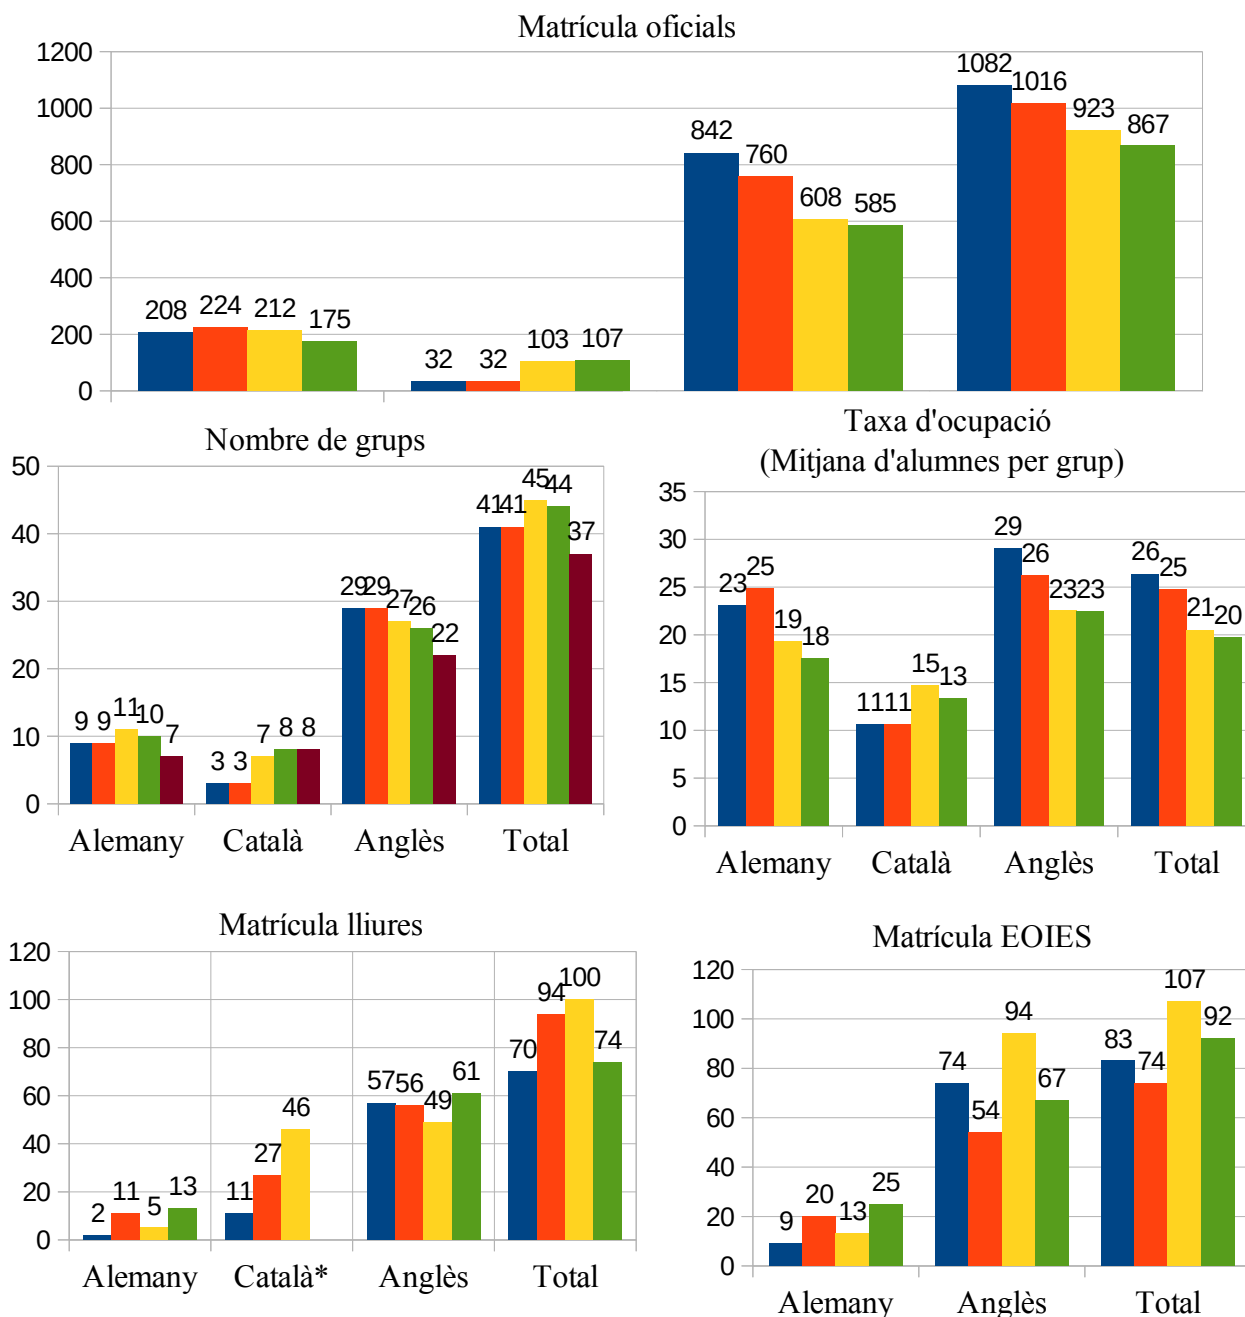 Matrícula oficials
1200
1000
800
600
400
200
0
208 224 212 175
32 32 103 107
842 760 608 585
1082 1016 923 867
Nombre de grups
50
40
30
20
10
0
9 9 11 10 7
3 3 7 8 8
29 29 27 26 22
41 41 45 44 37
Alemany Català Anglès Total
Taxa d'ocupació
(Mitjana d'alumnes per grup)
35
30
25
20
15
10
5
0
23 25 19 18
11 11 15 13
29 26 23 23
26 25 21 20
Alemany Català Anglès Total
Matrícula lliures
120
100
80
60
40
20
0
2 11 5 13
11 27 46
57 56 49 61
70 94 100 74
Alemany Català* Anglès Total
Matrícula EOIES
120
100
80
60
40
20
0
9 20 13 25
74 54 94 67
83 74 107 92
Alemany Anglès Total